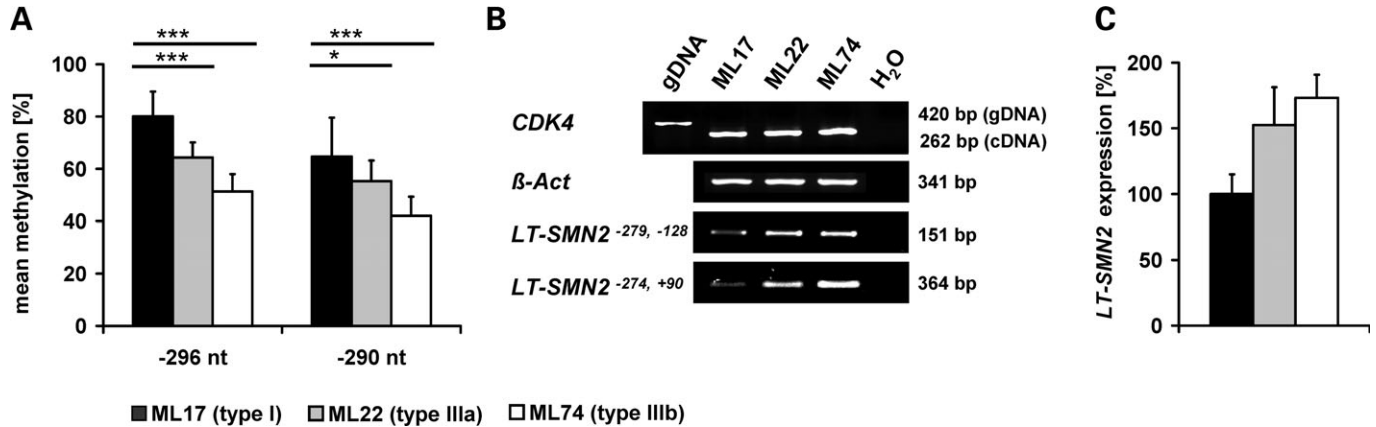 A
mean methylation [%]
100
80
60
40
20
0
***
***
***
*
-296 nt
-290 nt
ML17 (type I)
ML22 (type IIIa)
ML74 (type IIIb)
B
gDNA
ML17
ML22
ML74
H₂O
CDK4
420 bp (gDNA)
262 bp (cDNA)
ß-Act
341 bp
LT-SMN2 -279, -128
151 bp
LT-SMN2 -274, +90
364 bp
C
LT-SMN2 expression [%]
200
150
100
50
0